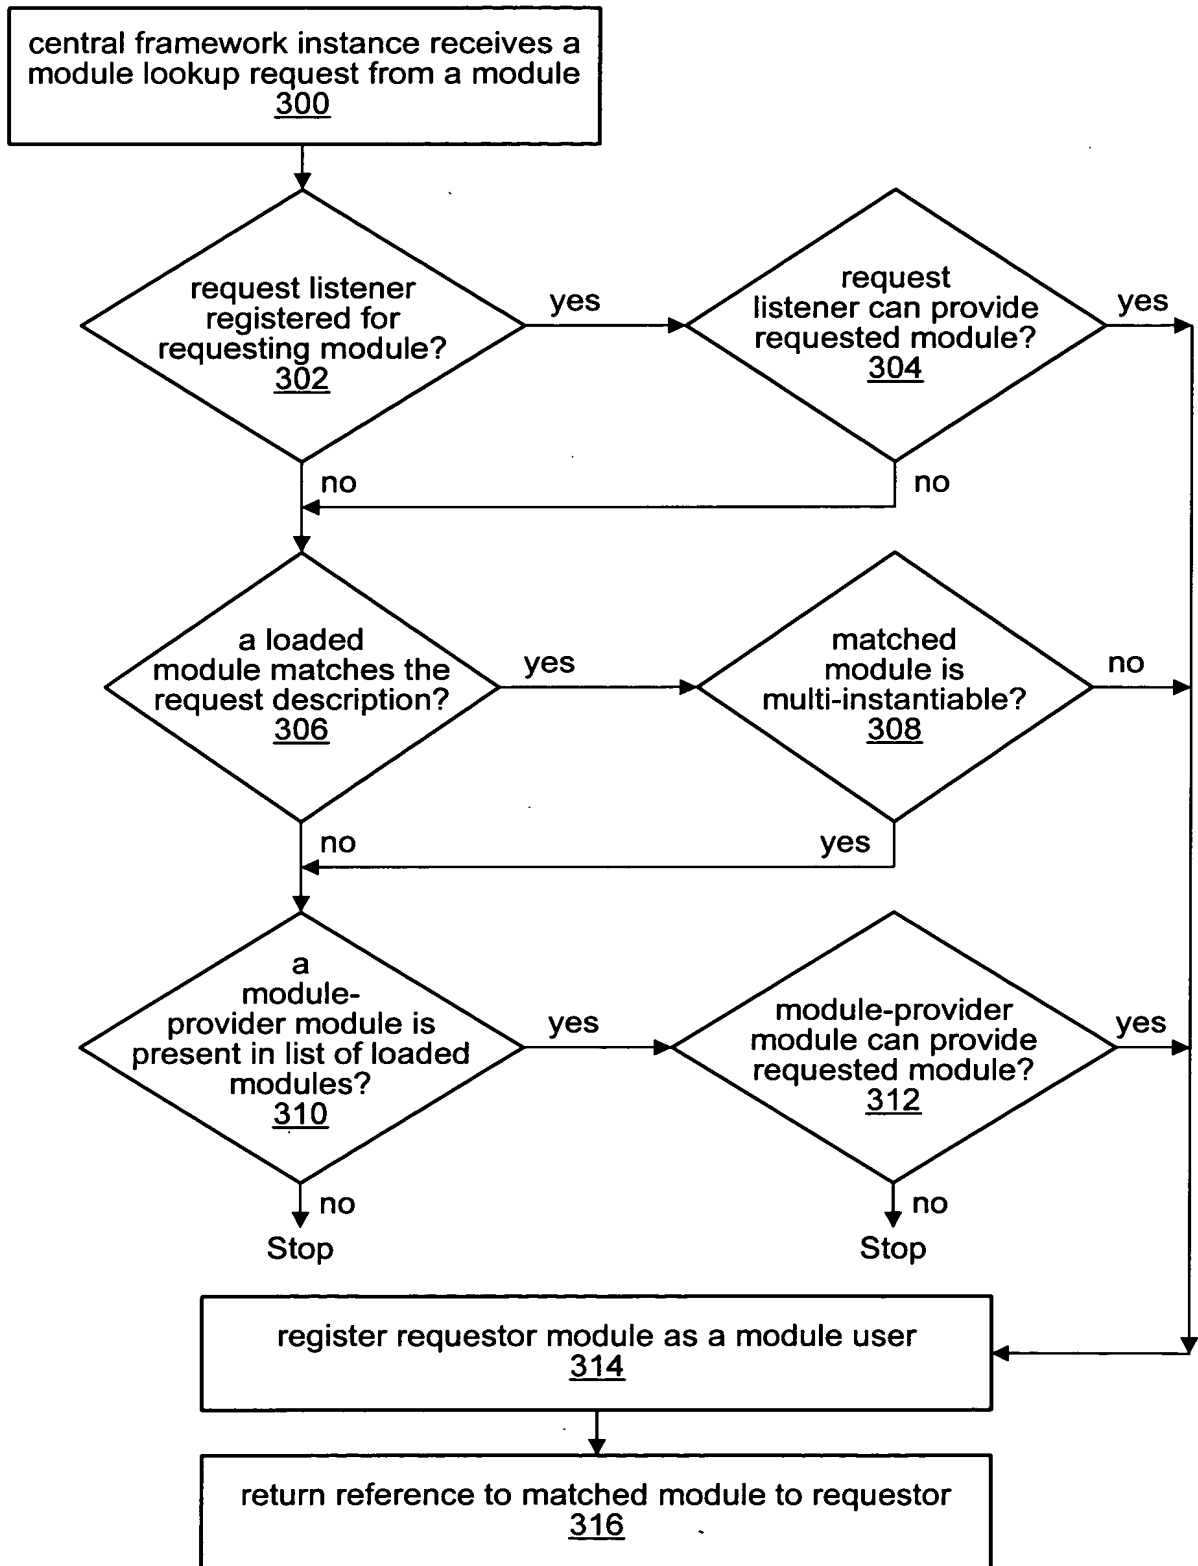 central framework instance receives a
module lookup request from a module
300
request listener
registered for
requesting module?
302
yes
request
listener can provide
requested module?
304
yes
no
no
a loaded
module matches the
request description?
306
yes
matched
module is
multi-instantiable?
308
no
no
yes
a
module-
provider module is
present in list of loaded
modules?
310
yes
module-provider
module can provide
requested module?
312
yes
no
Stop
no
Stop
register requestor module as a module user
314
return reference to matched module to requestor
316